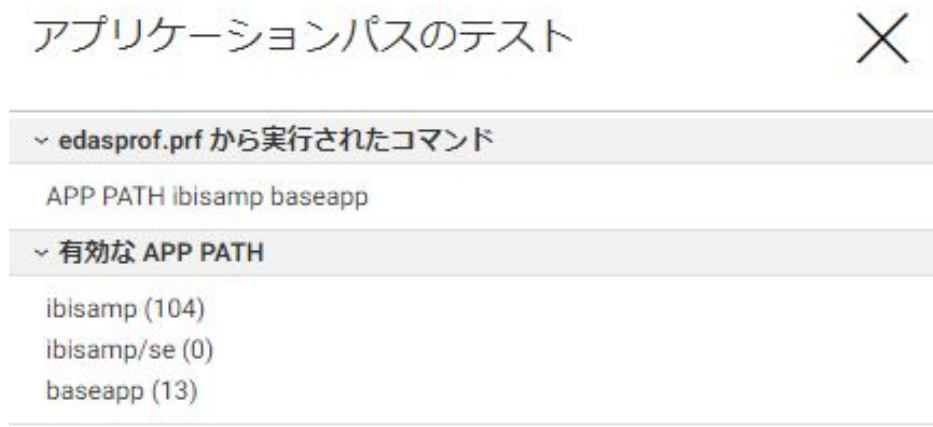 アプリケーションパスのテスト
edasprof.prf から実行されたコマンド
APP PATH ibisamp baseapp
有効な APP PATH
ibisamp (104)
ibisamp/se (0)
baseapp (13)